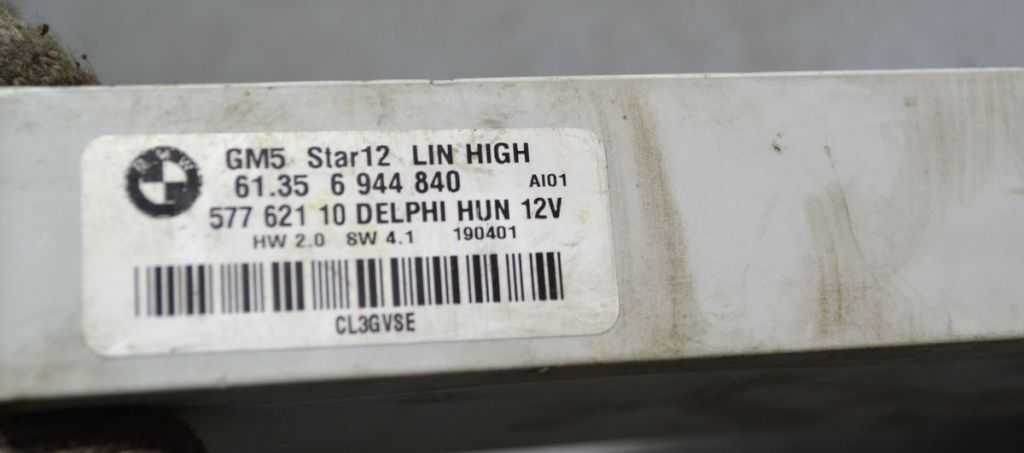 BMW
GM5 Star12 LIN HIGH
61.35 6 944 840 AI01
577 621 10 DELPHI HUN 12V
HW 2.0 SW 4.1 190401
CL3GVSE